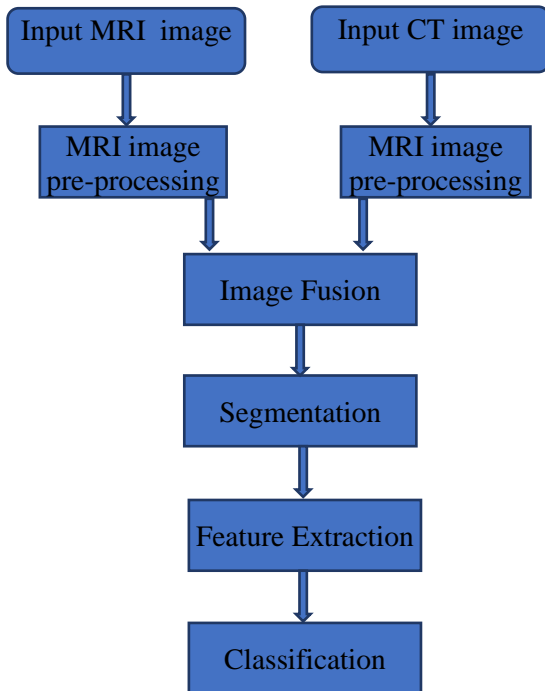 Input MRI image
Input CT image
MRI image
pre-processing
MRI image
pre-processing
Image Fusion
Segmentation
Feature Extraction
Classification